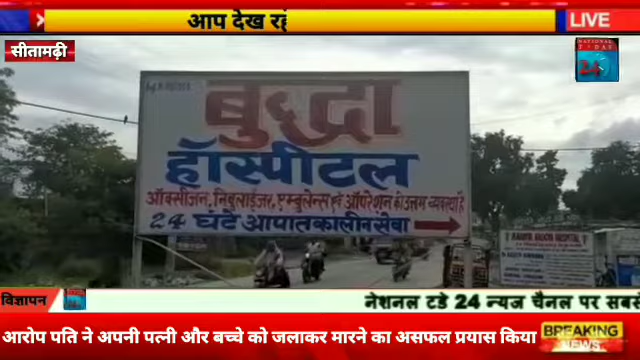 आप देख रहे
LIVE
सीतामढ़ी
NATIONAL
TODAY
24
बुद्धा
हॉस्पीटल
ऑक्सीजन, निबुलाईजर, एम्बुलेन्स एवं ऑपरेशन की उत्तम व्यवस्था है
24 घंटे आपातकालीन सेवा
विज्ञापन
नेशनल टुडे 24 न्यूज चैनल पर सबसे
आरोप पति ने अपनी पत्नी और बच्चे को जलाकर मारने का असफल प्रयास किया
BREAKING
NEWS